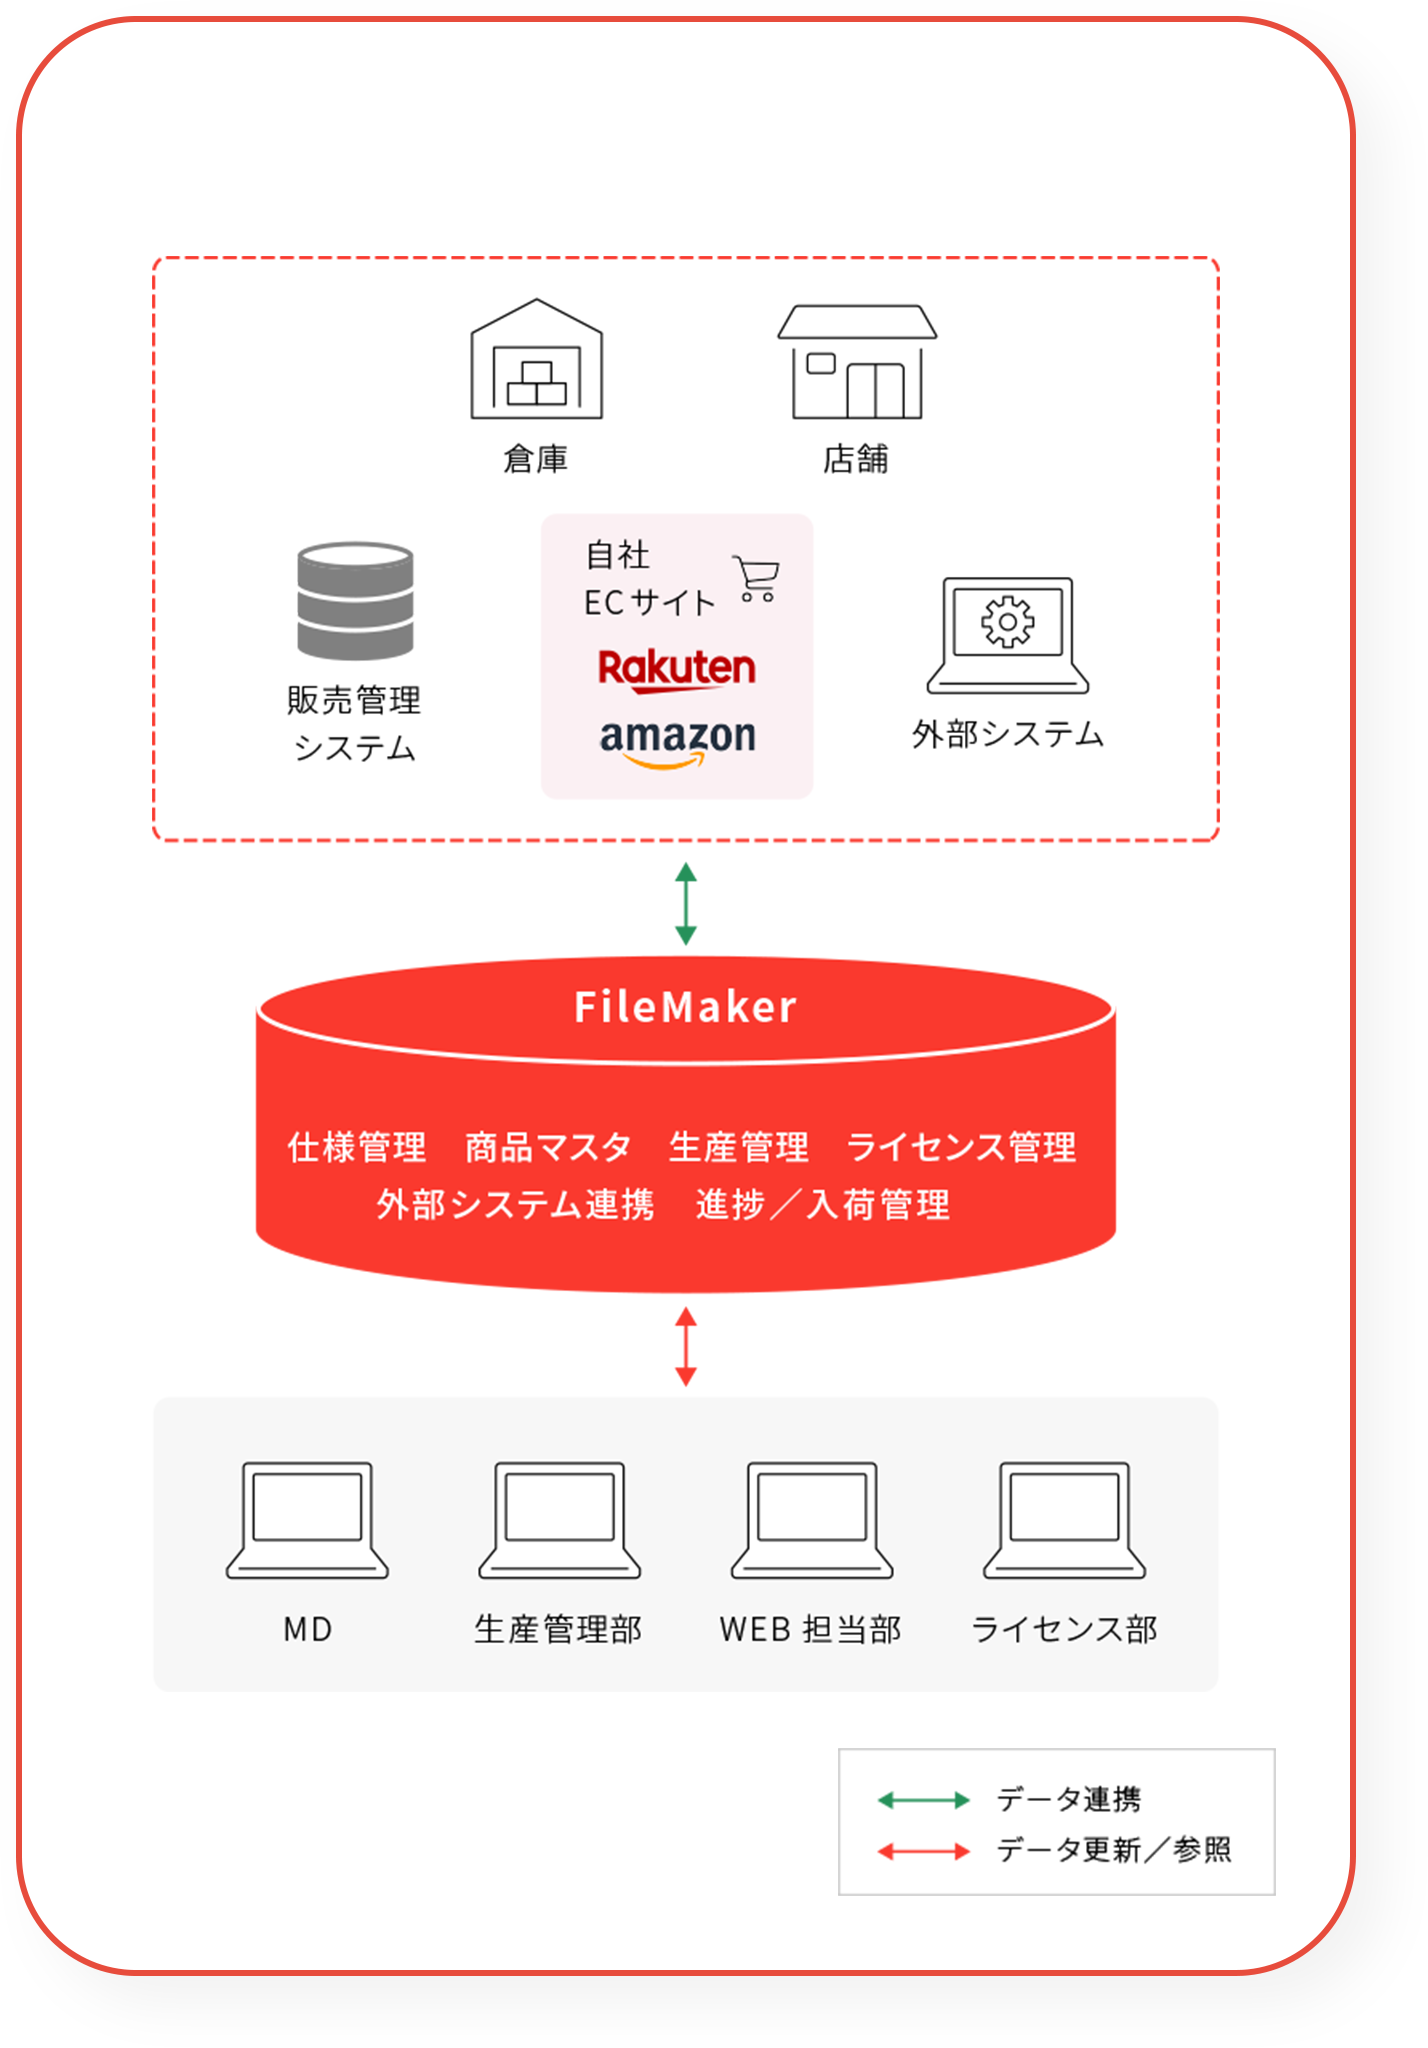 倉庫
店舗
自社
ECサイト
Rakuten
amazon
販売管理
システム
外部システム
FileMaker
仕様管理　商品マスタ　生産管理　ライセンス管理
外部システム連携　進捗／入荷管理
MD
生産管理部
WEB 担当部
ライセンス部
データ連携
データ更新／参照